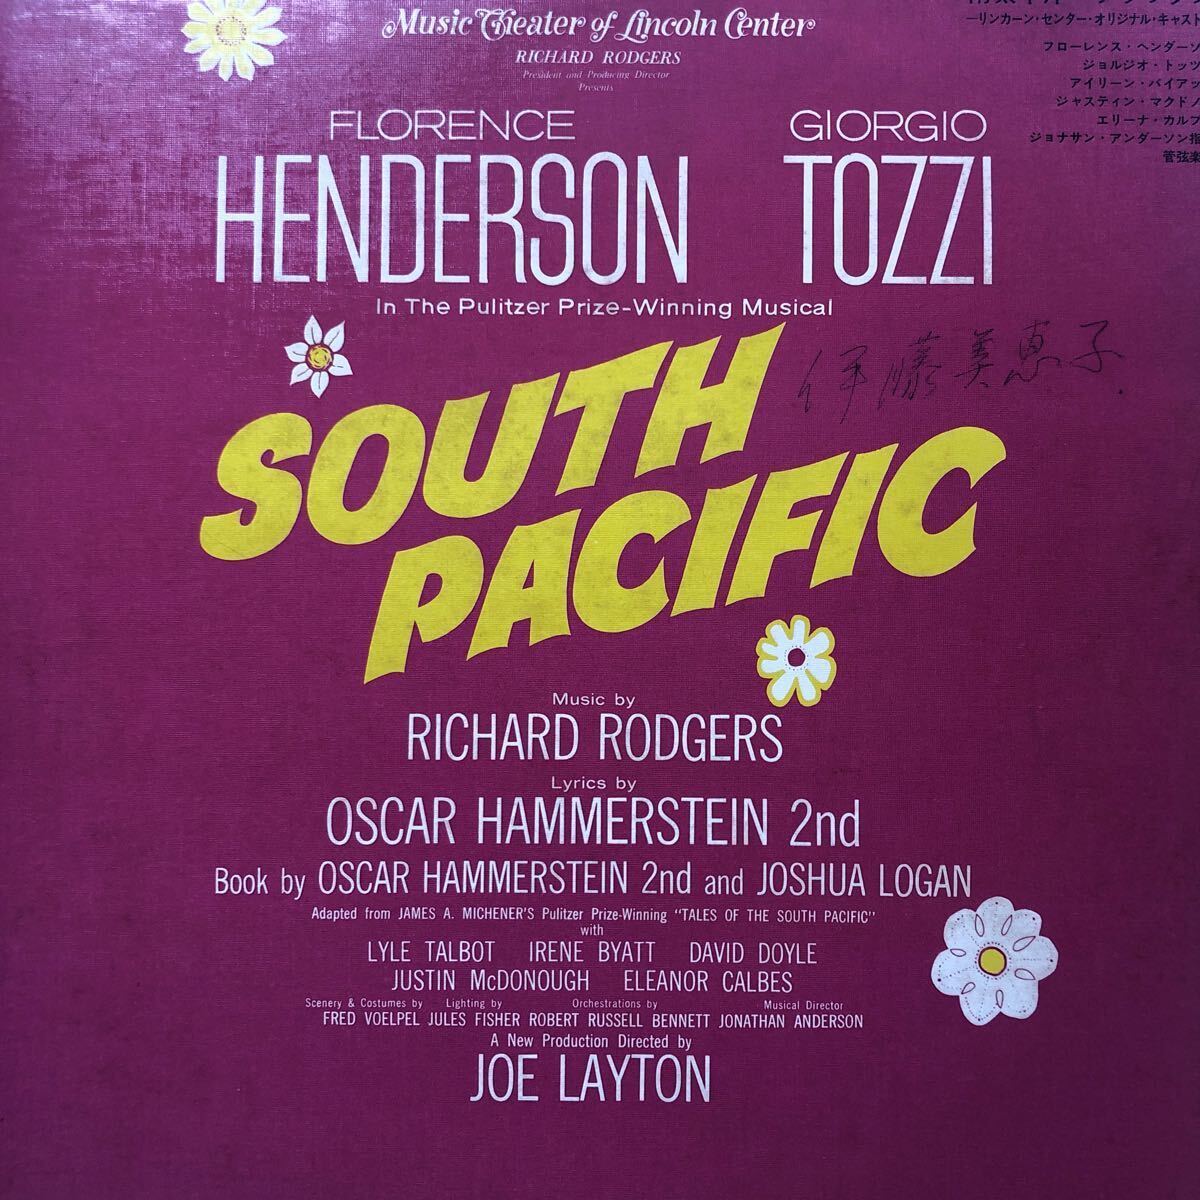 Music Theater of Lincoln Center
RICHARD RODGERS
President and Producing Director
Presents
ーリンカーン・センター・オリジナル・キャスト
フローレンス・ヘンダーソ
ジョルジオ・トッツ
アイリーン・バイアッ
ジャスティン・マクドノ
エリーナ・カルブ
ジョナサン・アンダーソン指
管弦楽
FLORENCE
HENDERSON
GIORGIO
TOZZI
In The Pulitzer Prize-Winning Musical
SOUTH
PACIFIC
伊藤美恵子
Music by
RICHARD RODGERS
Lyrics by
OSCAR HAMMERSTEIN 2nd
Book by OSCAR HAMMERSTEIN 2nd and JOSHUA LOGAN
Adapted from JAMES A. MICHENER'S Pulitzer Prize-Winning "TALES OF THE SOUTH PACIFIC"
with
LYLE TALBOT IRENE BYATT DAVID DOYLE
JUSTIN McDONOUGH ELEANOR CALBES
Scenery & Costumes by Lighting by Orchestrations by Musical Director
FRED VOELPEL JULES FISHER ROBERT RUSSELL BENNETT JONATHAN ANDERSON
A New Production Directed by
JOE LAYTON